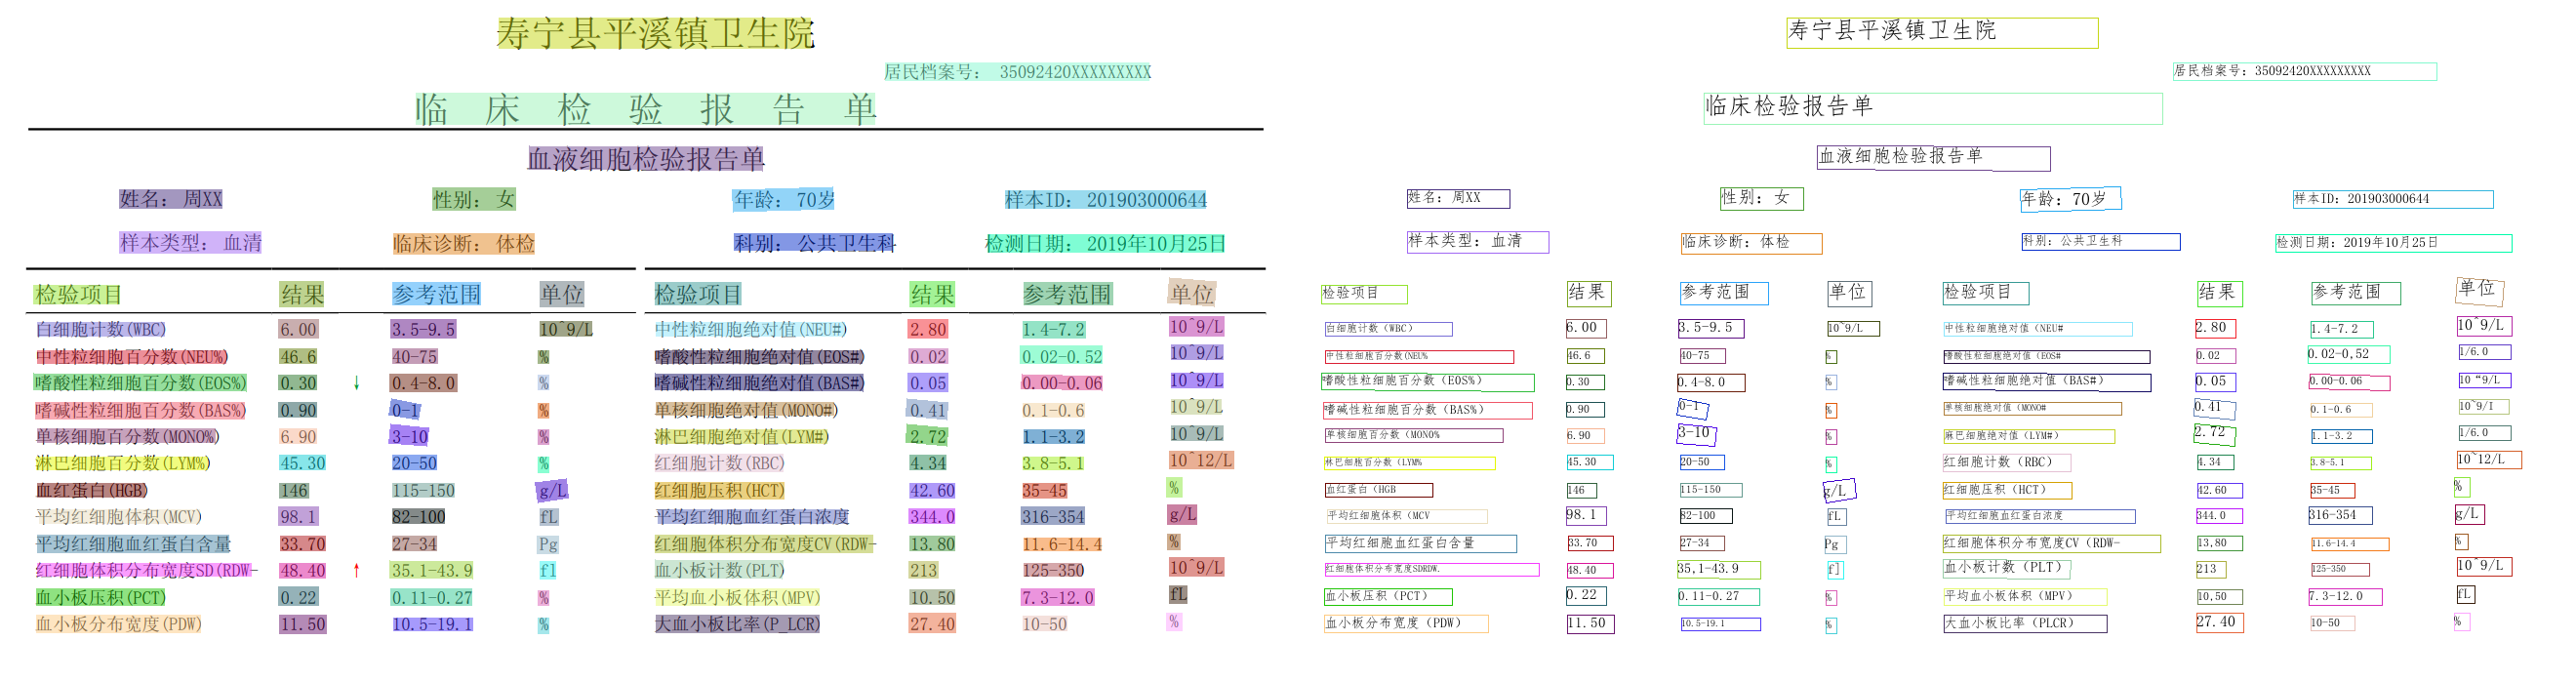 寿宁县平溪镇卫生院
居民档案号： 35092420XXXXXXXXX
临 床 检 验 报 告 单
血液细胞检验报告单
姓名：周XX 性别：女 年龄：70岁 样本ID：201903000644
样本类型：血清 临床诊断：体检 科别：公共卫生科 检测日期：2019年10月25日
检验项目 结果 参考范围 单位 检验项目 结果 参考范围 单位
白细胞计数(WBC) 6.00 3.5-9.5 10^9/L 中性粒细胞绝对值(NEU#) 2.80 1.4-7.2 10^9/L
中性粒细胞百分数(NEU%) 46.6 40-75 % 嗜酸性粒细胞绝对值(EOS#) 0.02 0.02-0.52 10^9/L
嗜酸性粒细胞百分数(EOS%) 0.30 ↓ 0.4-8.0 % 嗜碱性粒细胞绝对值(BAS#) 0.05 0.00-0.06 10^9/L
嗜碱性粒细胞百分数(BAS%) 0.90 0-1 % 单核细胞绝对值(MONO#) 0.41 0.1-0.6 10^9/L
单核细胞百分数(MONO%) 6.90 3-10 % 淋巴细胞绝对值(LYM#) 2.72 1.1-3.2 10^9/L
淋巴细胞百分数(LYM%) 45.30 20-50 % 红细胞计数(RBC) 4.34 3.8-5.1 10^12/L
血红蛋白(HGB) 146 115-150 g/L 红细胞压积(HCT) 42.60 35-45 %
平均红细胞体积(MCV) 98.1 82-100 fL 平均红细胞血红蛋白浓度 344.0 316-354 g/L
平均红细胞血红蛋白含量 33.70 27-34 Pg 红细胞体积分布宽度CV(RDW- 13.80 11.6-14.4 %
红细胞体积分布宽度SD(RDW- 48.40 ↑ 35.1-43.9 fl 血小板计数(PLT) 213 125-350 10^9/L
血小板压积(PCT) 0.22 0.11-0.27 % 平均血小板体积(MPV) 10.50 7.3-12.0 fL
血小板分布宽度(PDW) 11.50 10.5-19.1 % 大血小板比率(P_LCR) 27.40 10-50 %
寿宁县平溪镇卫生院
居民档案号：35092420XXXXXXXXX
临床检验报告单
血液细胞检验报告单
姓名：周XX 性别：女 年龄：70岁 样本ID：201903000644
样本类型：血清 临床诊断：体检 科别：公共卫生科 检测日期：2019年10月25日
检验项目 结果 参考范围 单位 检验项目 结果 参考范围 单位
白细胞计数（WBC） 6.00 3.5-9.5 10^9/L 中性粒细胞绝对值（NEU# 2.80 1.4-7.2 10^9/L
中性粒细胞百分数(NEU% 46.6 40-75 % 嗜酸性粒细胞绝对值（EOS# 0.02 0.02-0,52 1/6.0
嗜酸性粒细胞百分数（EOS%） 0.30 0.4-8.0 % 嗜碱性粒细胞绝对值（BAS#） 0.05 0.00-0.06 10“9/L
嗜碱性粒细胞百分数（BAS%） 0.90 0-1 % 单核细胞绝对值（MONO# 0.41 0.1-0.6 10^9/I
单核细胞百分数（MONO% 6.90 3-10 % 淋巴细胞绝对值（LYM#） 2.72 1.1-3.2 1/6.0
淋巴细胞百分数（LYM% 45.30 20-50 % 红细胞计数（RBC） 4.34 3.8-5.1 10^12/L
血红蛋白（HGB 146 115-150 g/L 红细胞压积（HCT） 42.60 35-45 %
平均红细胞体积（MCV 98.1 82-100 fL 平均红细胞血红蛋白浓度 344.0 316-354 g/L
平均红细胞血红蛋白含量 33.70 27-34 Pg 红细胞体积分布宽度CV（RDW- 13,80 11.6-14.4 %
红细胞体积分布宽度SDRDW. 48.40 35,1-43.9 f] 血小板计数（PLT） 213 125-350 10^9/L
血小板压积（PCT） 0.22 0.11-0.27 % 平均血小板体积（MPV） 10,50 7.3-12.0 fL
血小板分布宽度（PDW） 11.50 10.5-19.1 % 大血小板比率（PLCR） 27.40 10-50 %